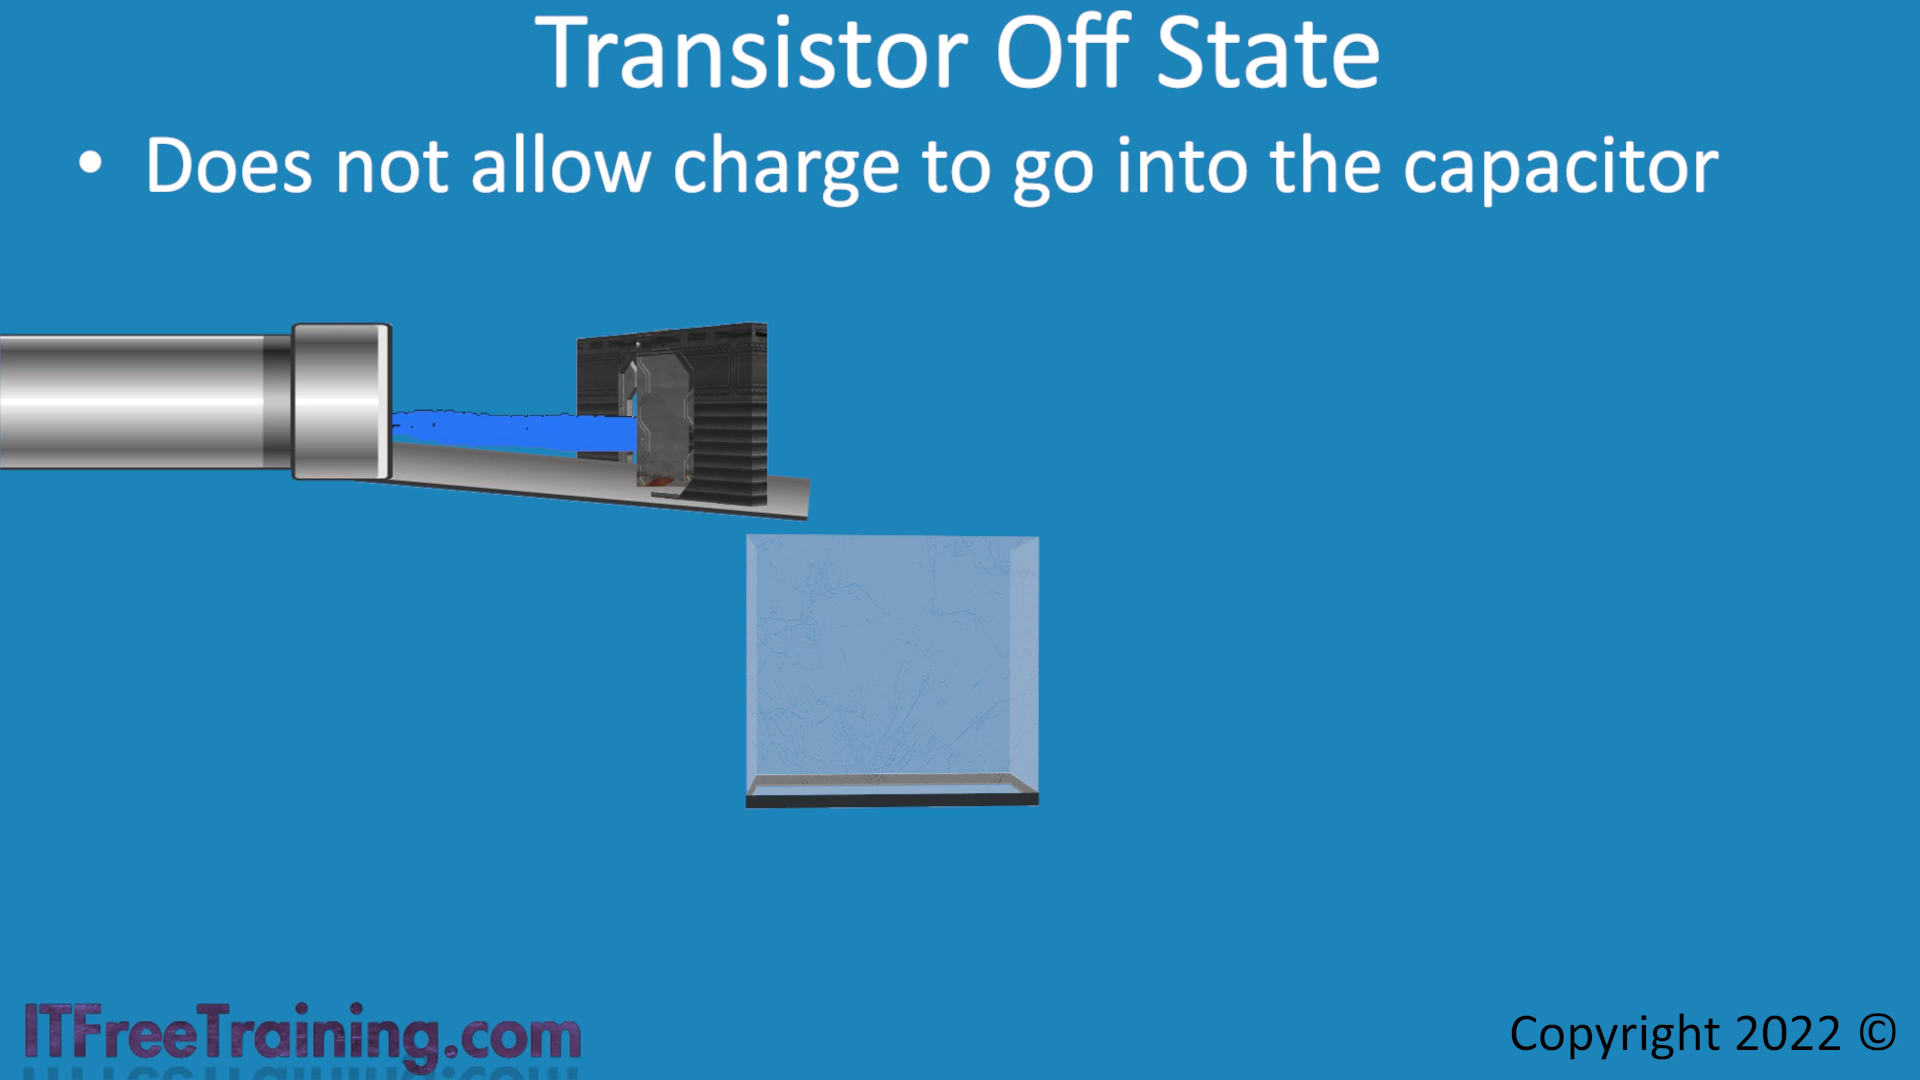 Transistor Off State
• Does not allow charge to go into the capacitor
ITFreeTraining.com
Copyright 2022 ©